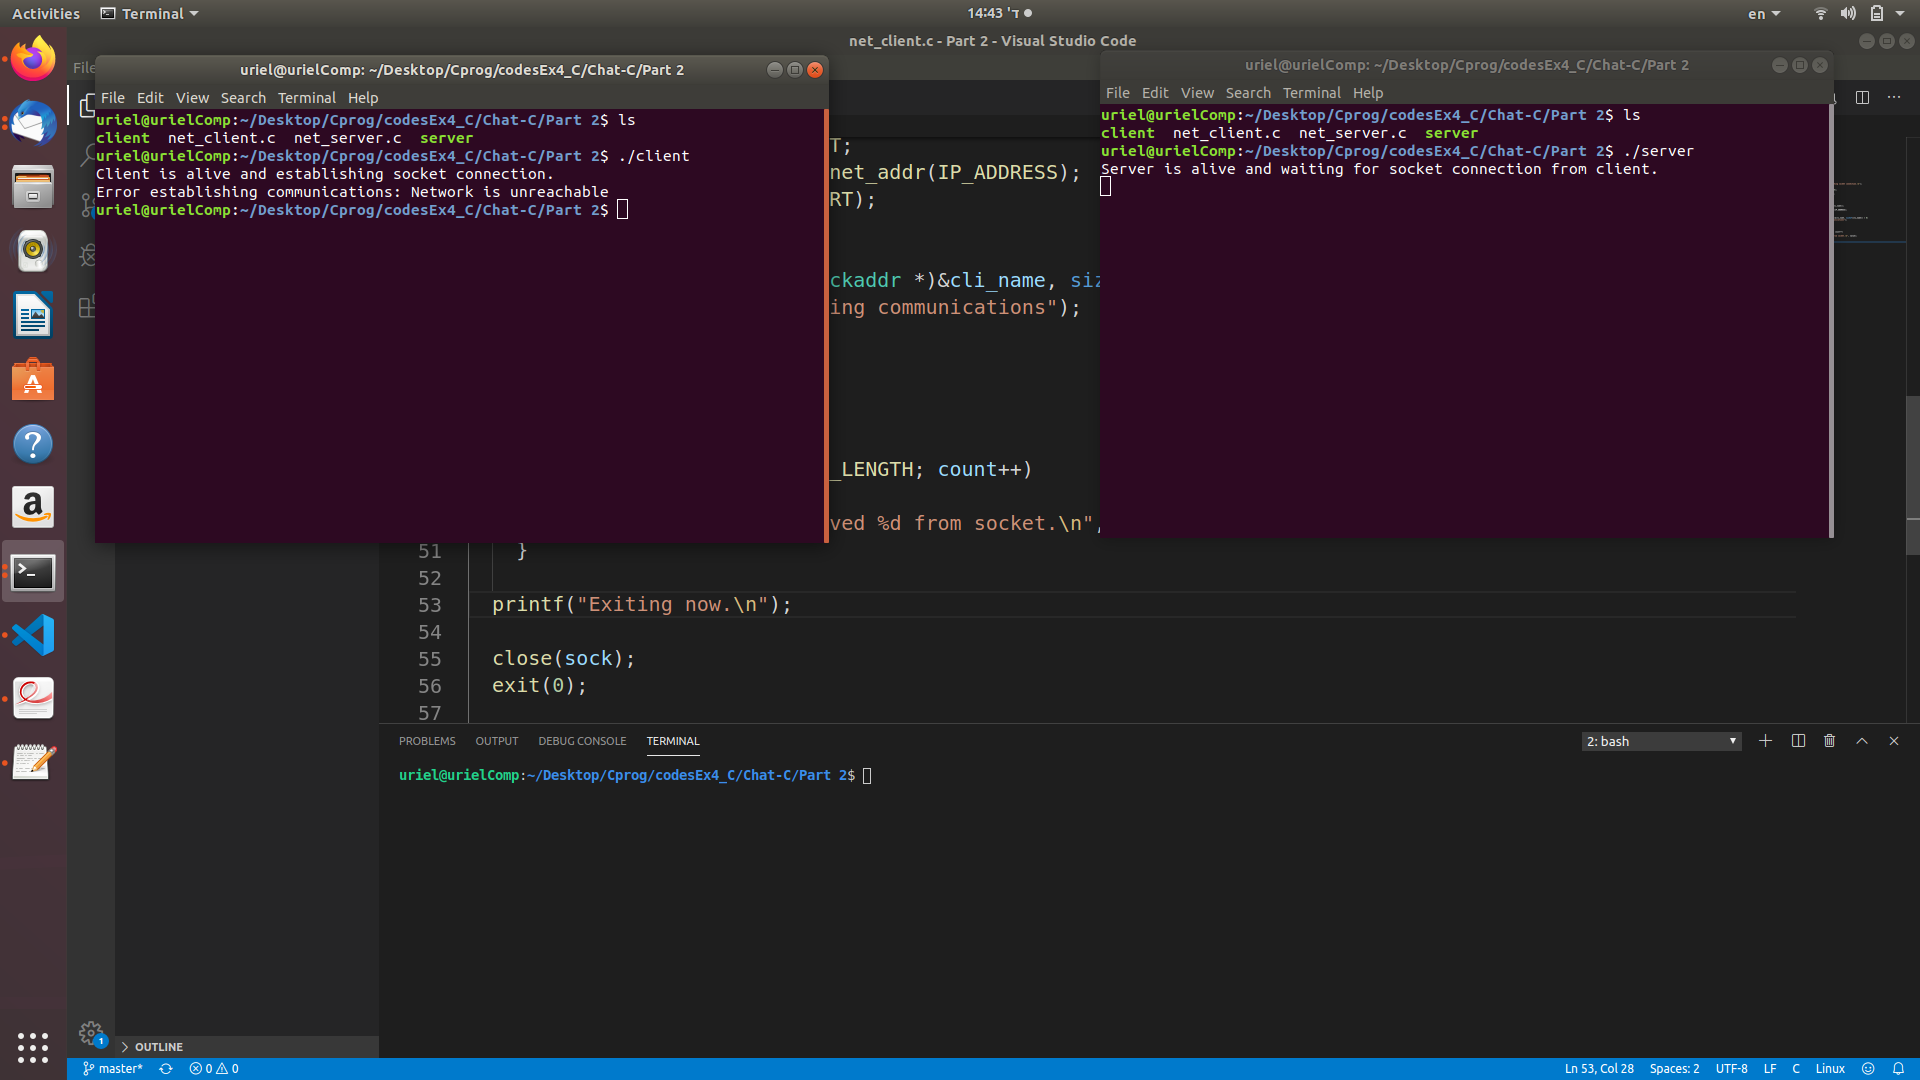 Activities Terminal 14:43 'ד en
net_client.c - Part 2 - Visual Studio Code
File
uriel@urielComp: ~/Desktop/Cprog/codesEx4_C/Chat-C/Part 2
File Edit View Search Terminal Help
uriel@urielComp:~/Desktop/Cprog/codesEx4_C/Chat-C/Part 2$ ls
client net_client.c net_server.c server
uriel@urielComp:~/Desktop/Cprog/codesEx4_C/Chat-C/Part 2$ ./client
Client is alive and establishing socket connection.
Error establishing communications: Network is unreachable
uriel@urielComp:~/Desktop/Cprog/codesEx4_C/Chat-C/Part 2$
uriel@urielComp: ~/Desktop/Cprog/codesEx4_C/Chat-C/Part 2
File Edit View Search Terminal Help
uriel@urielComp:~/Desktop/Cprog/codesEx4_C/Chat-C/Part 2$ ls
client net_client.c net_server.c server
uriel@urielComp:~/Desktop/Cprog/codesEx4_C/Chat-C/Part 2$ ./server
Server is alive and waiting for socket connection from client.
T;
net_addr(IP_ADDRESS);
RT);
ckaddr *)&cli_name, siz
ing communications");
_LENGTH; count++)
ved %d from socket.\n",
51 }
52
53 printf("Exiting now.\n");
54
55 close(sock);
56 exit(0);
57
PROBLEMS OUTPUT DEBUG CONSOLE TERMINAL 2: bash
uriel@urielComp:~/Desktop/Cprog/codesEx4_C/Chat-C/Part 2$
1
OUTLINE
master* 0 0 Ln 53, Col 28 Spaces: 2 UTF-8 LF C Linux